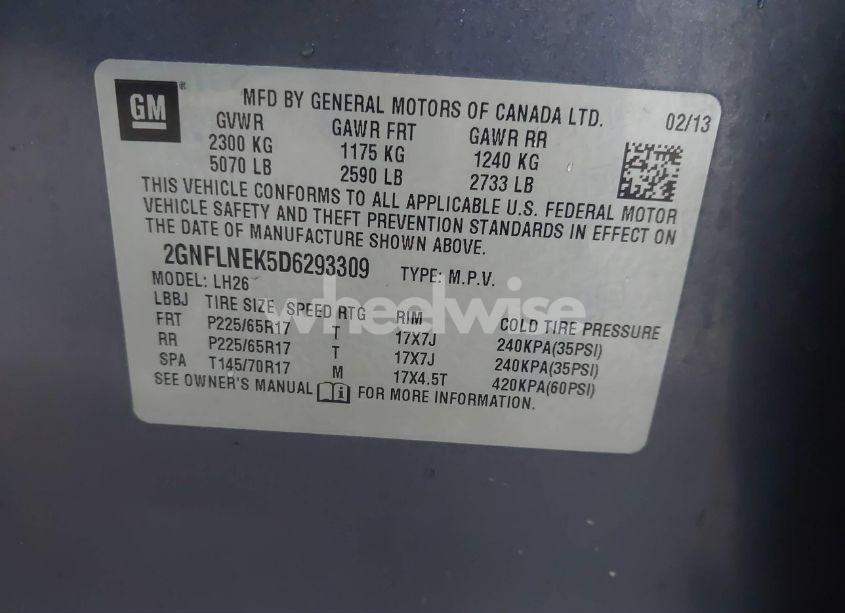 GM
MFD BY GENERAL MOTORS OF CANADA LTD. 02/13
GVWR GAWR FRT GAWR RR
2300 KG 1175 KG 1240 KG
5070 LB 2590 LB 2733 LB
THIS VEHICLE CONFORMS TO ALL APPLICABLE U.S. FEDERAL MOTOR
VEHICLE SAFETY AND THEFT PREVENTION STANDARDS IN EFFECT ON
THE DATE OF MANUFACTURE SHOWN ABOVE.
2GNFLNEK5D6293309 TYPE: M.P.V.
MODEL: LH26
LBBJ TIRE SIZE SPEED RTG RIM COLD TIRE PRESSURE
FRT P225/65R17 T 17X7J 240KPA(35PSI)
RR P225/65R17 T 17X7J 240KPA(35PSI)
SPA T145/70R17 M 17X4.5T 420KPA(60PSI)
SEE OWNER'S MANUAL FOR MORE INFORMATION.
wheelwise